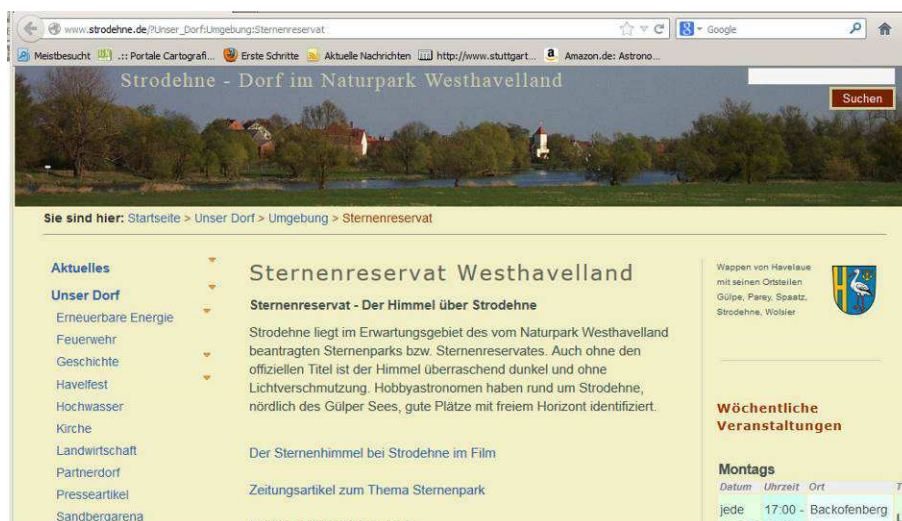 www.strodehne.de/?Unser_Dorf:Umgebung:Sternenreservat
Google
Meistbesucht .:: Portale Cartografi... Erste Schritte Aktuelle Nachrichten http://www.stuttgart... Amazon.de: Astrono...
Strodehne - Dorf im Naturpark Westhavelland
Suchen
Sie sind hier: Startseite > Unser Dorf > Umgebung > Sternenreservat
Aktuelles
Unser Dorf
Erneuerbare Energie
Feuerwehr
Geschichte
Havelfest
Hochwasser
Kirche
Landwirtschaft
Partnerdorf
Presseartikel
Sandbergarena
Sternenreservat Westhavelland
Sternenreservat - Der Himmel über Strodehne
Strodehne liegt im Erwartungsgebiet des vom Naturpark Westhavelland
beantragten Sternenparks bzw. Sternenreservates. Auch ohne den
offiziellen Titel ist der Himmel überraschend dunkel und ohne
Lichtverschmutzung. Hobbyastronomen haben rund um Strodehne,
nördlich des Gülper Sees, gute Plätze mit freiem Horizont identifiziert.
Der Sternenhimmel bei Strodehne im Film
Zeitungsartikel zum Thema Sternenpark
Wappen von Havelaue
mit seinen Ortsteilen
Gülpe, Parey, Spaatz,
Strodehne, Wolsier
Wöchentliche
Veranstaltungen
Montags
Datum Uhrzeit Ort T
jede 17:00 - Backofenberg